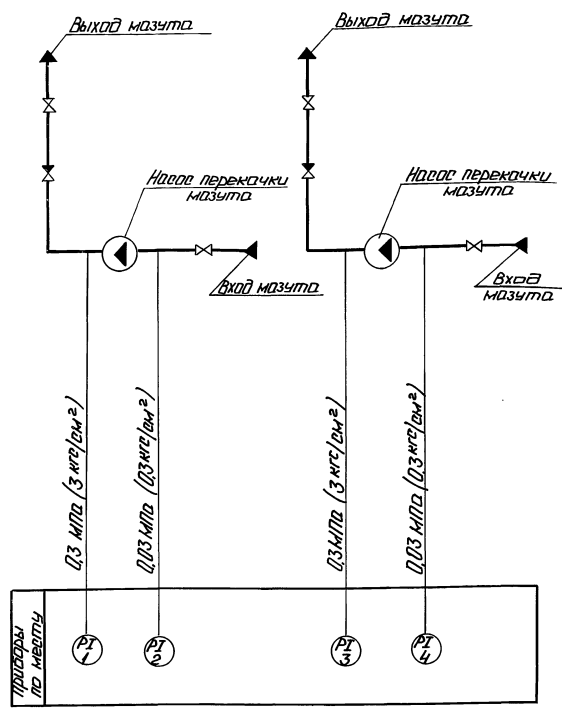 Выход мазута
Выход мазута
Насос перекачки
мазута
Насос перекачки
мазута
Вход мазута
Вход
мазута
0,3 МПа (3 кгс/см²)
0,03 МПа (0,3 кгс/см²)
0,3 МПа (3 кгс/см²)
0,03 МПа (0,3 кгс/см²)
Приборы
по месту
PI
1
PI
2
PI
3
PI
4